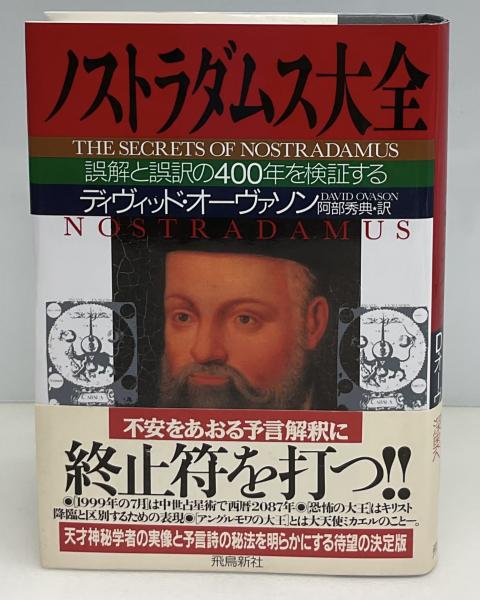 ノストラダムス大全
THE SECRETS OF NOSTRADAMUS
誤解と誤訳の400年を検証する
ディヴィッド・オーヴァソン
DAVID OVASON
阿部秀典・訳
NOSTRADAMUS
不安をあおる予言解釈に
終止符を打つ!!
●[1999年の7月]は中世占星術で西暦2087年●[恐怖の大王]はキリスト
降臨と区別するための表現●[アングルモワの大王]とは大天使ミカエルのこと―。
天才神秘学者の実像と予言詩の秘法を明らかにする待望の決定版
飛鳥新社